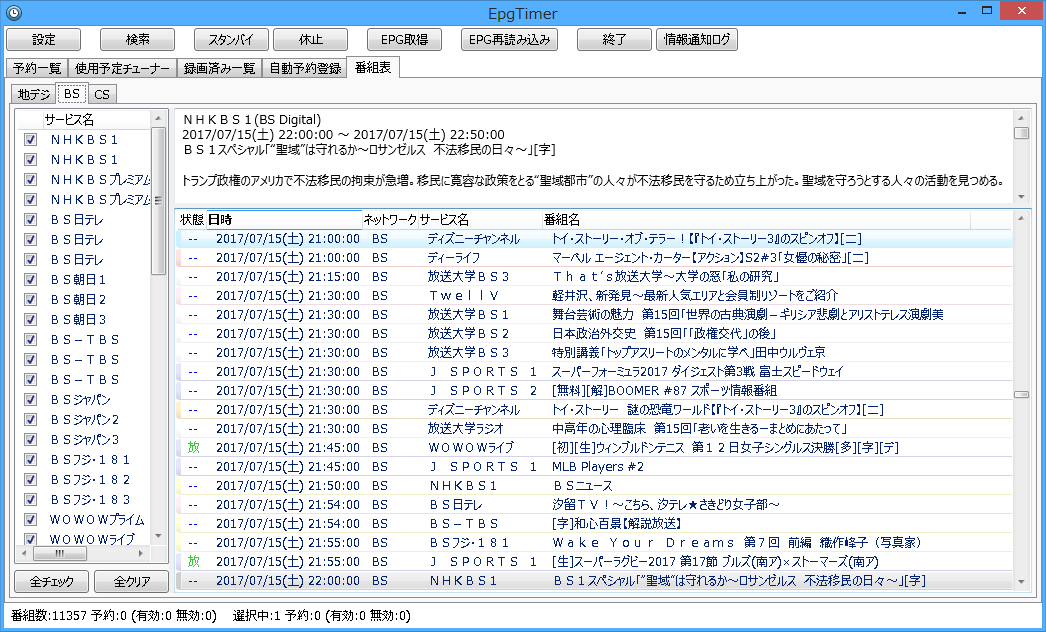 EpgTimer
設定 検索 スタンバイ 休止 EPG取得 EPG再読み込み 終了 情報通知ログ
予約一覧 使用予定チューナー 録画済み一覧 自動予約登録 番組表
地デジ BS CS
サービス名
ＮＨＫＢＳ１
ＮＨＫＢＳ１
ＮＨＫＢＳプレミアム
ＮＨＫＢＳプレミアム
ＢＳ日テレ
ＢＳ日テレ
ＢＳ日テレ
ＢＳ朝日１
ＢＳ朝日２
ＢＳ朝日３
ＢＳ－ＴＢＳ
ＢＳ－ＴＢＳ
ＢＳ－ＴＢＳ
ＢＳジャパン
ＢＳジャパン２
ＢＳジャパン３
ＢＳフジ・１８１
ＢＳフジ・１８２
ＢＳフジ・１８３
ＷＯＷＯＷプライム
ＷＯＷＯＷライブ
全チェック 全クリア
ＮＨＫＢＳ１(BS Digital)
2017/07/15(土) 22:00:00 ～ 2017/07/15(土) 22:50:00
ＢＳ１スペシャル「“聖域”は守れるか～ロサンゼルス 不法移民の日々～」[字]
トランプ政権のアメリカで不法移民の拘束が急増。移民に寛容な政策をとる“聖域都市”の人々が不法移民を守るため立ち上がった。聖域を守ろうとする人々の活動を見つめる。
状態 日時 ネットワーク サービス名 番組名
-- 2017/07/15(土) 21:00:00 BS ディズニーチャンネル トイ・ストーリー・オブ・テラー！【『トイ・ストーリー3』のスピンオフ】[二]
-- 2017/07/15(土) 21:00:00 BS ディーライフ マーベル エージェント・カーター【アクション】S2#3「女優の秘密」[二]
-- 2017/07/15(土) 21:15:00 BS 放送大学ＢＳ３ Ｔｈａｔ’ｓ放送大学～大学の窓「私の研究」
-- 2017/07/15(土) 21:30:00 BS ＴｗｅｌｌＶ 軽井沢、新発見～最新人気エリアと会員制リゾートをご紹介
-- 2017/07/15(土) 21:30:00 BS 放送大学ＢＳ１ 舞台芸術の魅力 第15回「世界の古典演劇－ギリシア悲劇とアリストテレス演劇美
-- 2017/07/15(土) 21:30:00 BS 放送大学ＢＳ２ 日本政治外交史 第15回「「政権交代」の後」
-- 2017/07/15(土) 21:30:00 BS 放送大学ＢＳ３ 特別講義「トップアスリートのメンタルに学べ」田中ウルヴェ京
-- 2017/07/15(土) 21:30:00 BS Ｊ ＳＰＯＲＴＳ １ スーパーフォーミュラ2017 ダイジェスト第3戦 富士スピードウェイ
-- 2017/07/15(土) 21:30:00 BS Ｊ ＳＰＯＲＴＳ ２ [無料][解]BOOMER #87 スポーツ情報番組
-- 2017/07/15(土) 21:30:00 BS ディズニーチャンネル トイ・ストーリー 謎の恐竜ワールド【『トイ・ストーリー3』のスピンオフ】[二]
-- 2017/07/15(土) 21:30:00 BS 放送大学ラジオ 中高年の心理臨床 第15回「老いを生きるーまとめにあたって」
放 2017/07/15(土) 21:45:00 BS ＷＯＷＯＷライブ [初][生]ウィンブルドンテニス 第１２日女子シングルス決勝[多][字][デ]
-- 2017/07/15(土) 21:45:00 BS Ｊ ＳＰＯＲＴＳ １ MLB Players #2
-- 2017/07/15(土) 21:50:00 BS ＮＨＫＢＳ１ ＢＳニュース
-- 2017/07/15(土) 21:54:00 BS ＢＳ日テレ 汐留ＴＶ！～こちら、汐テレ★さきどり女子部～
-- 2017/07/15(土) 21:54:00 BS ＢＳ－ＴＢＳ [字]和心百景【解説放送】
-- 2017/07/15(土) 21:55:00 BS ＢＳフジ・１８１ Ｗａｋｅ Ｙｏｕｒ Ｄｒｅａｍｓ 第７回 前編 織作峰子（写真家）
放 2017/07/15(土) 21:55:00 BS Ｊ ＳＰＯＲＴＳ １ [生]スーパーラグビー2017 第17節 ブルズ(南ア)×ストーマーズ(南ア)
-- 2017/07/15(土) 22:00:00 BS ＮＨＫＢＳ１ ＢＳ１スペシャル「“聖域”は守れるか～ロサンゼルス 不法移民の日々～」[字]
番組数:11357 予約:0 (有効:0 無効:0) 選択中:1 予約:0 (有効:0 無効:0)